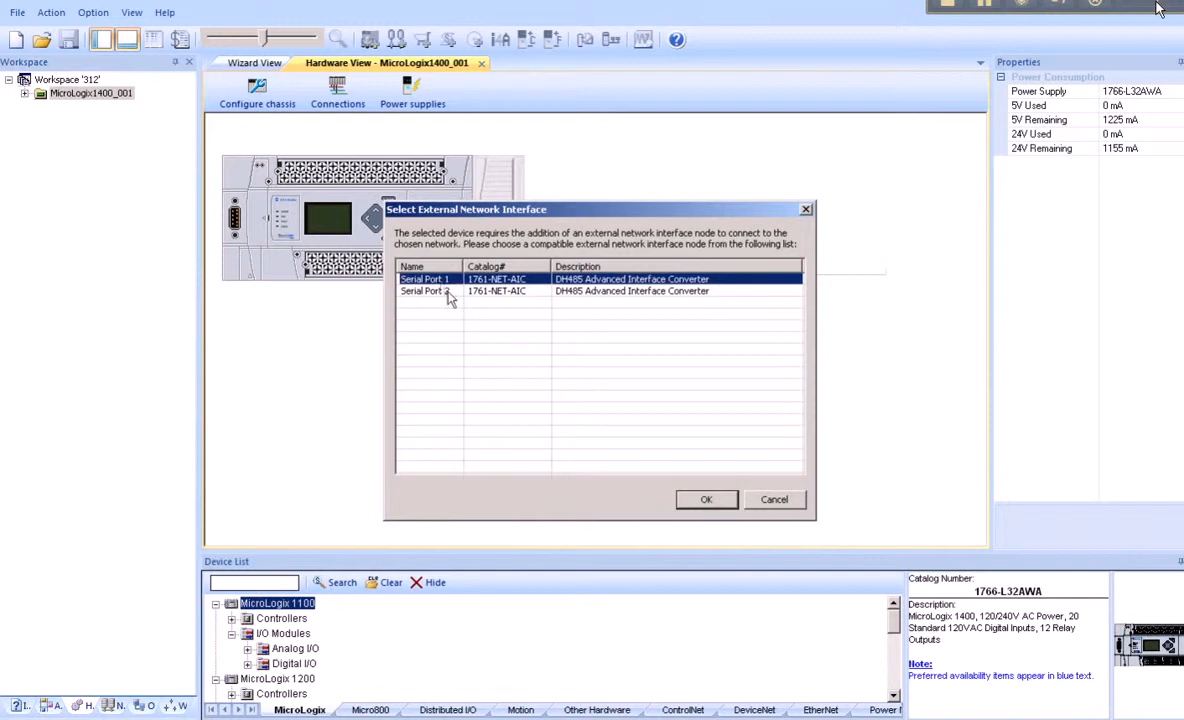 File Action Option View Help
Workspace
Workspace '312'
MicroLogix1400_001
Wizard View Hardware View - MicroLogix1400_001
Configure chassis Connections Power supplies
Select External Network Interface
The selected device requires the addition of an external network interface node to connect to the
chosen network. Please choose a compatible external network interface node from the following list:
Name Catalog# Description
Serial Port 1 1761-NET-AIC DH485 Advanced Interface Converter
Serial Port 2 1761-NET-AIC DH485 Advanced Interface Converter
OK Cancel
Properties
Power Consumption
Power Supply 1766-L32AWA
5V Used 0 mA
5V Remaining 1225 mA
24V Used 0 mA
24V Remaining 1155 mA
Device List
Search Clear Hide
MicroLogix 1100
Controllers
I/O Modules
Analog I/O
Digital I/O
MicroLogix 1200
Controllers
Catalog Number:
1766-L32AWA
Description:
MicroLogix 1400, 120/240V AC Power, 20
Standard 120VAC Digital Inputs, 12 Relay
Outputs
Note:
Preferred availability items appear in blue text.
I.. A. H. N. O W
MicroLogix Micro800 Distributed I/O Motion Other Hardware ControlNet DeviceNet EtherNet Power